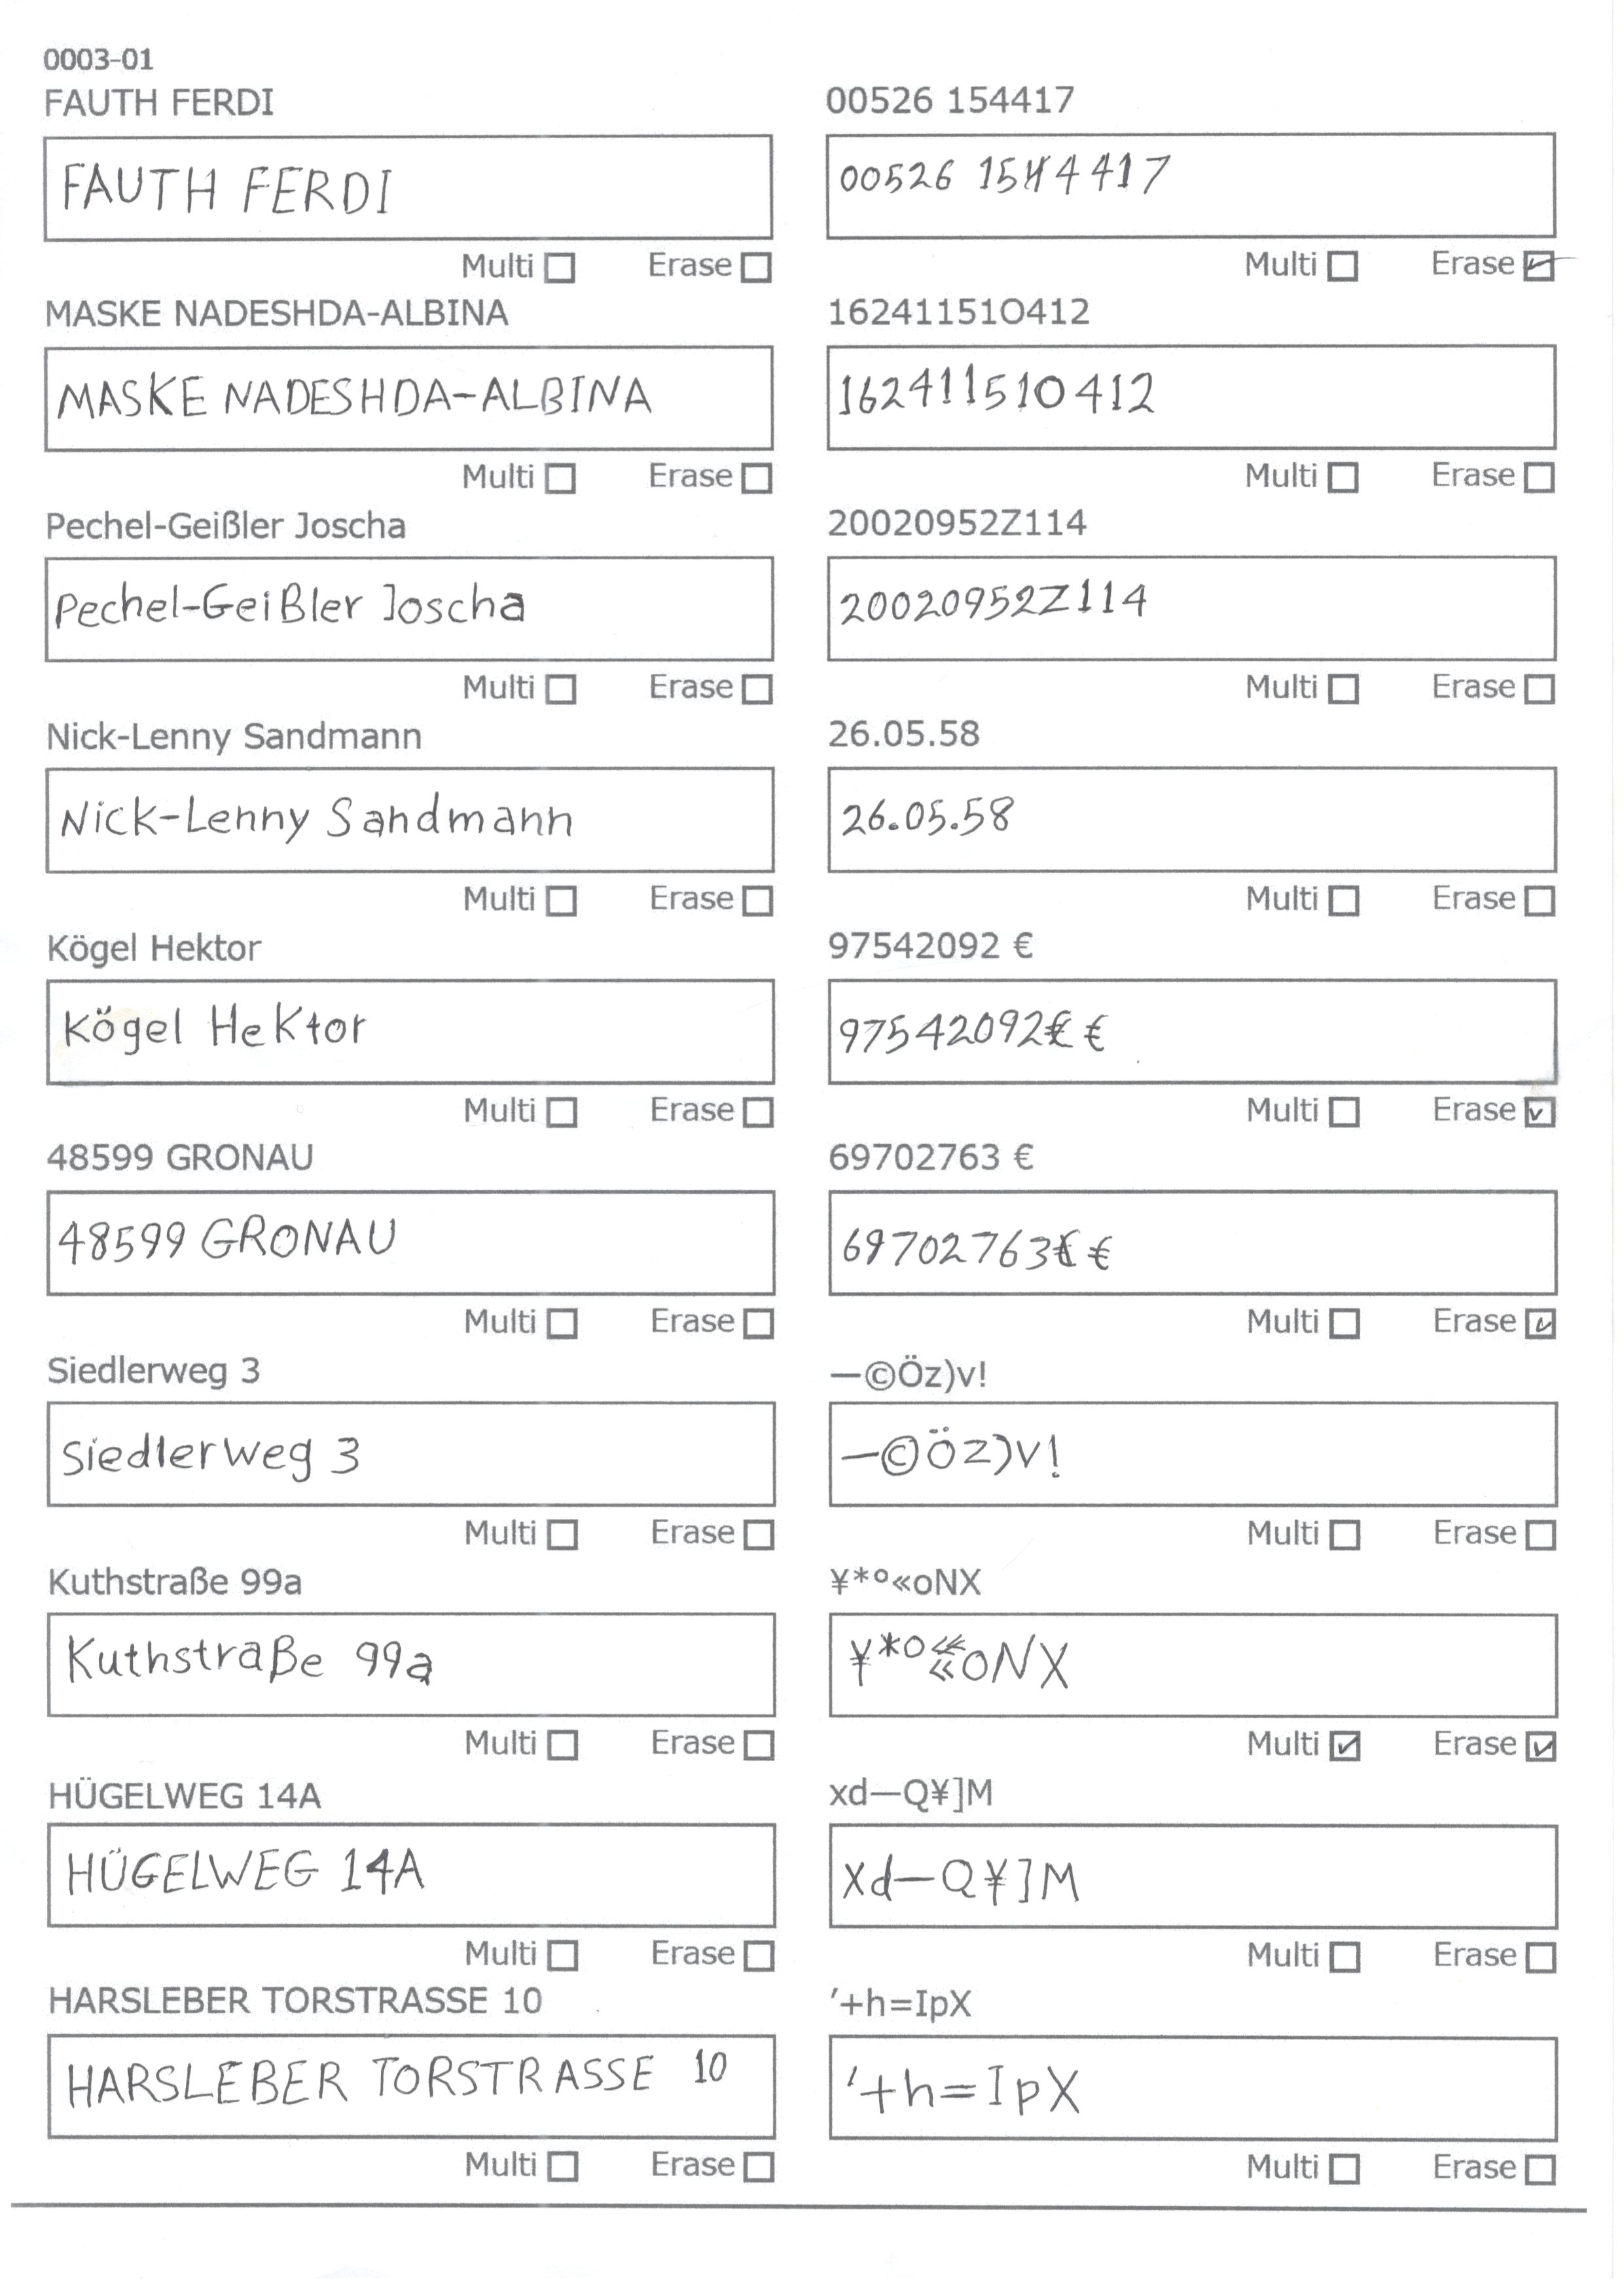 0003-01
FAUTH FERDI
FAUTH FERDI
Multi Erase
MASKE NADESHDA-ALBINA
MASKE NADESHDA-ALBINA
Multi Erase
Pechel-Geißler Joscha
Pechel-Geißler Joscha
Multi Erase
Nick-Lenny Sandmann
Nick-Lenny Sandmann
Multi Erase
Kögel Hektor
Kögel Hektor
Multi Erase
48599 GRONAU
48599 GRONAU
Multi Erase
Siedlerweg 3
Siedlerweg 3
Multi Erase
Kuthstraße 99a
Kuthstraße 99a
Multi Erase
HÜGELWEG 14A
HÜGELWEG 14A
Multi Erase
HARSLEBER TORSTRASSE 10
HARSLEBER TORSTRASSE 10
Multi Erase
00526 154417
00526 154417
Multi Erase
16241151O412
16241151O412
Multi Erase
20020952Z114
20020952Z114
Multi Erase
26.05.58
26.05.58
Multi Erase
97542092 €
97542092 €
Multi Erase
69702763 €
69702763 €
Multi Erase
—©Öz)v!
—©Öz)v!
Multi Erase
¥*°«oNX
¥*°«oNX
Multi Erase
xd—Q¥]M
xd—Q¥]M
Multi Erase
'+h=IpX
'+h=IpX
Multi Erase